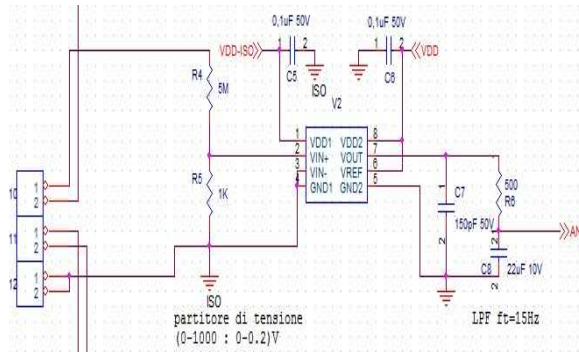 0,1uF 50V
0,1uF 50V
VDD-ISO
1
2
1
2
VDD
C5
C6
R4
5M
ISO
V2
1
2
3
4
VDD1
VIN+
VIN-
GND1
VDD2
VOUT
VREF
GND2
8
7
6
5
R5
1K
10
1
2
11
1
2
12
1
2
1
C7
150pF 50V
2
500
R6
1
AN
2
C8
22uF 10V
2
ISO
partitore di tensione
(0-1000 : 0-0.2)V
LPF ft=15Hz